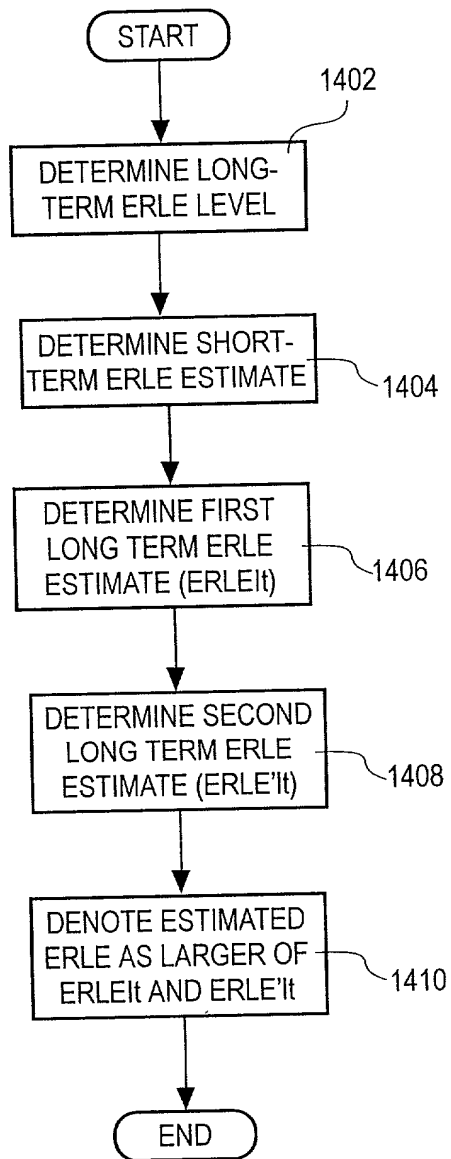 START
1402
DETERMINE LONG-
TERM ERLE LEVEL
DETERMINE SHORT-
TERM ERLE ESTIMATE
1404
DETERMINE FIRST
LONG TERM ERLE
ESTIMATE (ERLElt)
1406
DETERMINE SECOND
LONG TERM ERLE
ESTIMATE (ERLE'lt)
1408
DENOTE ESTIMATED
ERLE AS LARGER OF
ERLElt AND ERLE'lt
1410
END